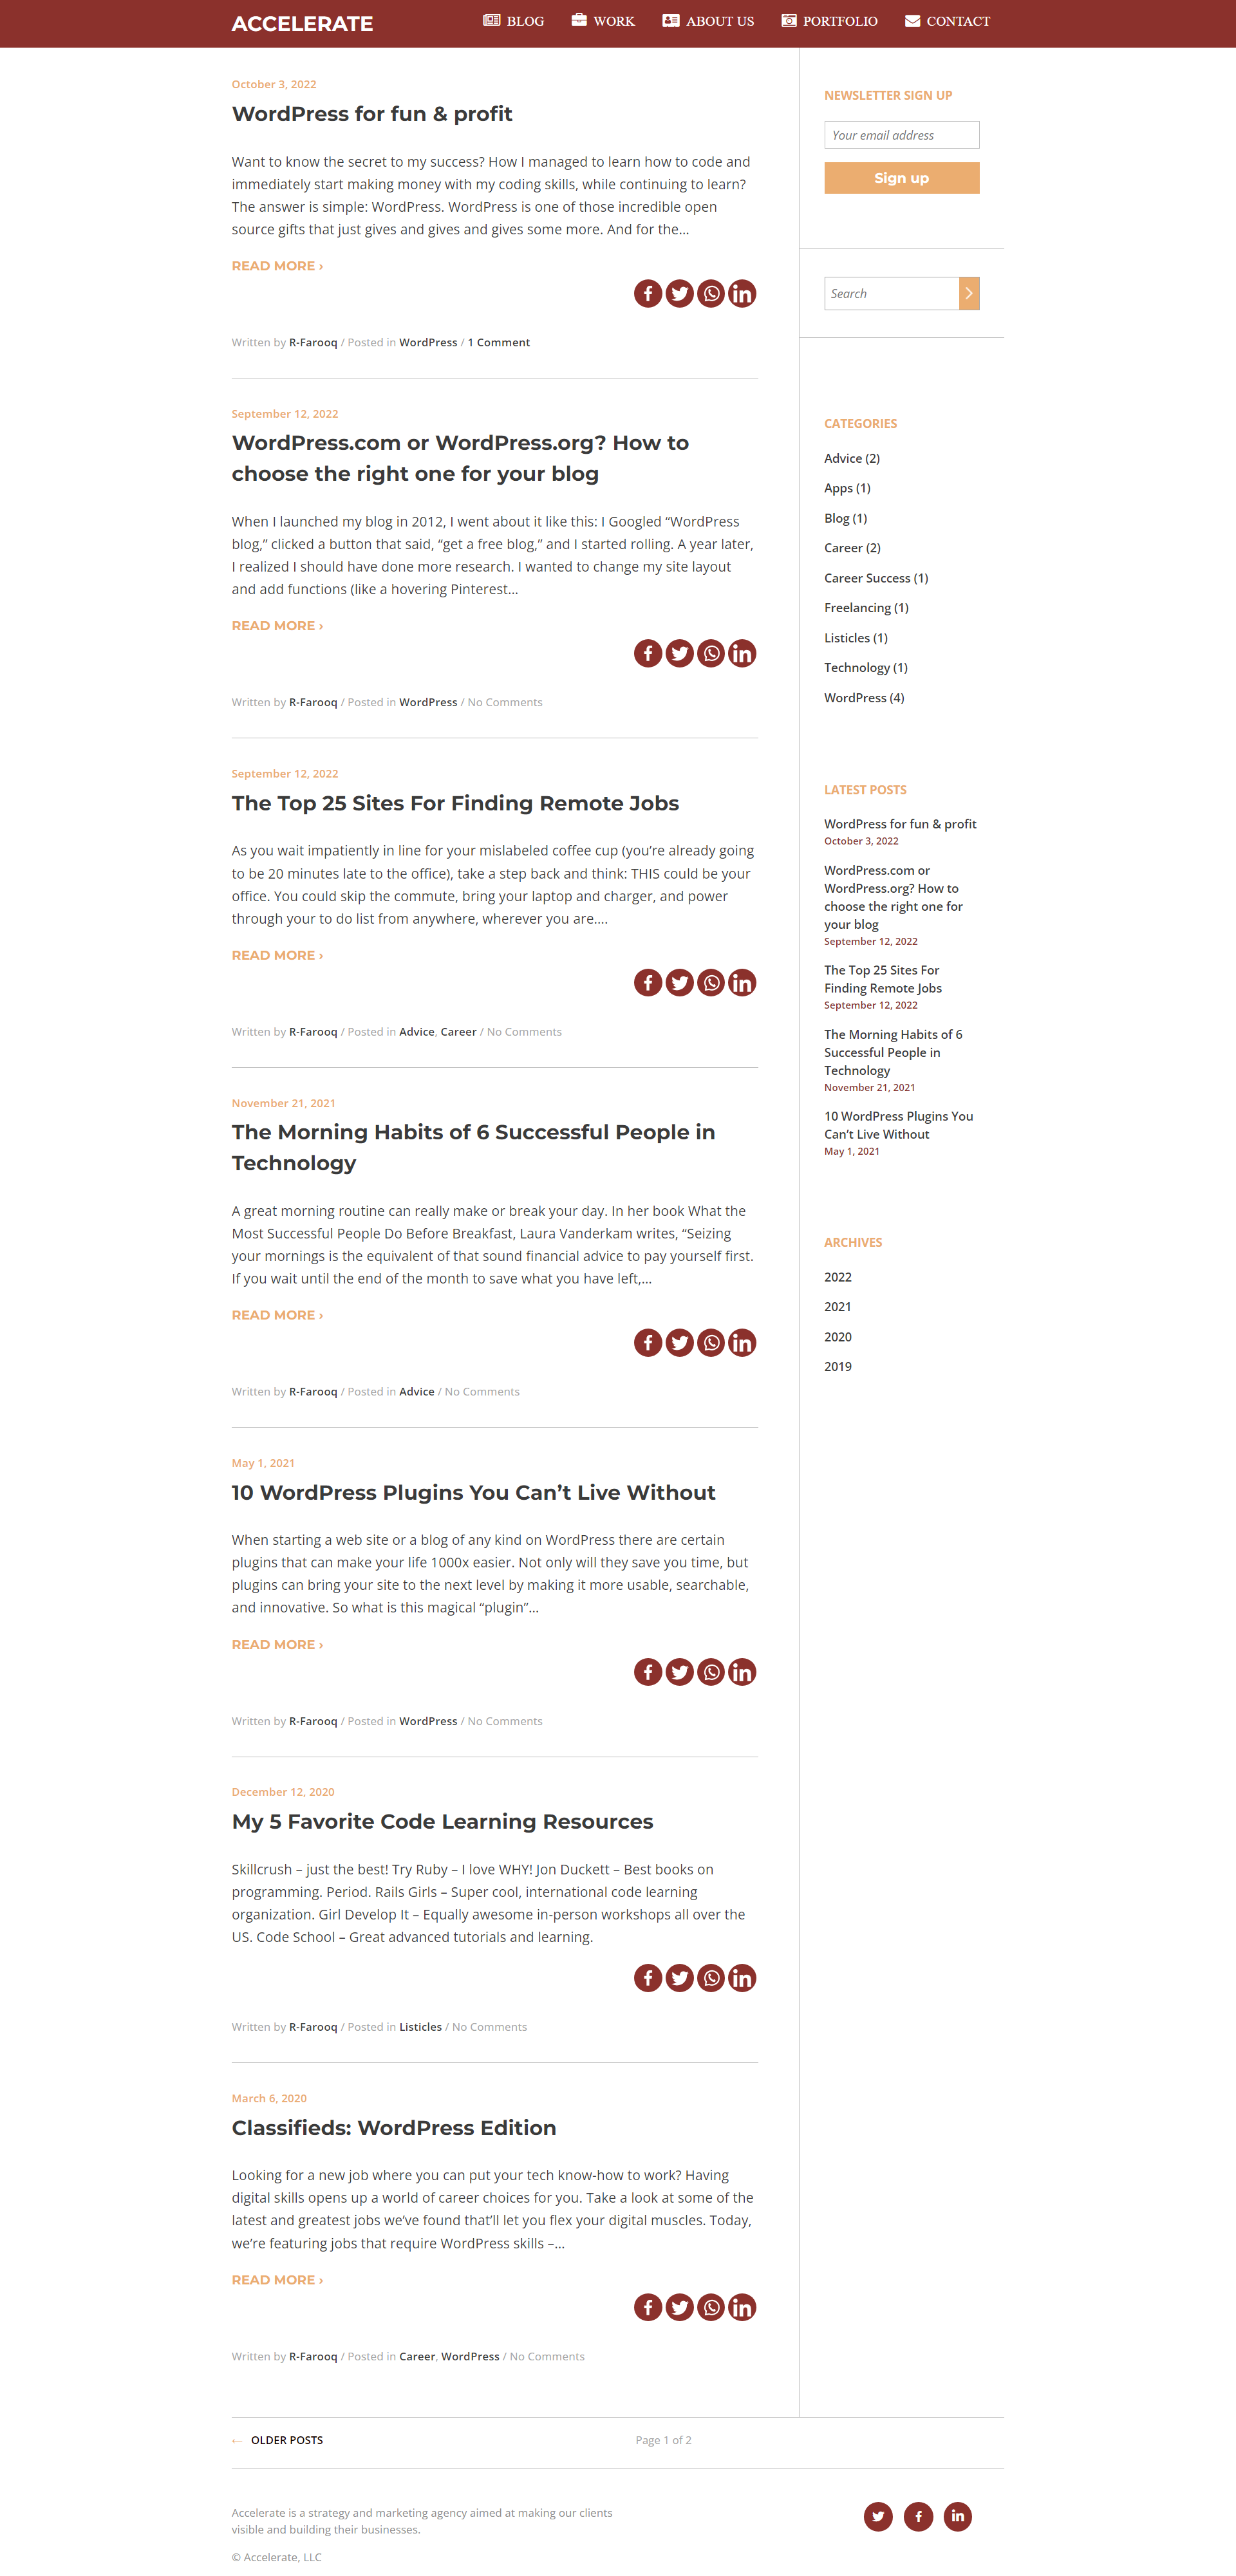 ACCELERATE
BLOG
WORK
ABOUT US
PORTFOLIO
CONTACT
October 3, 2022
WordPress for fun & profit
Want to know the secret to my success? How I managed to learn how to code and
immediately start making money with my coding skills, while continuing to learn?
The answer is simple: WordPress. WordPress is one of those incredible open
source gifts that just gives and gives and gives some more. And for the…
READ MORE ›
Written by R-Farooq / Posted in WordPress / 1 Comment
September 12, 2022
WordPress.com or WordPress.org? How to
choose the right one for your blog
When I launched my blog in 2012, I went about it like this: I Googled “WordPress
blog,” clicked a button that said, “get a free blog,” and I started rolling. A year later,
I realized I should have done more research. I wanted to change my site layout
and add functions (like a hovering Pinterest…
READ MORE ›
Written by R-Farooq / Posted in WordPress / No Comments
September 12, 2022
The Top 25 Sites For Finding Remote Jobs
As you wait impatiently in line for your mislabeled coffee cup (you’re already going
to be 20 minutes late to the office), take a step back and think: THIS could be your
office. You could skip the commute, bring your laptop and charger, and power
through your to do list from anywhere, wherever you are.…
READ MORE ›
Written by R-Farooq / Posted in Advice, Career / No Comments
November 21, 2021
The Morning Habits of 6 Successful People in
Technology
A great morning routine can really make or break your day. In her book What the
Most Successful People Do Before Breakfast, Laura Vanderkam writes, “Seizing
your mornings is the equivalent of that sound financial advice to pay yourself first.
If you wait until the end of the month to save what you have left,…
READ MORE ›
Written by R-Farooq / Posted in Advice / No Comments
May 1, 2021
10 WordPress Plugins You Can’t Live Without
When starting a web site or a blog of any kind on WordPress there are certain
plugins that can make your life 1000x easier. Not only will they save you time, but
plugins can bring your site to the next level by making it more usable, searchable,
and innovative. So what is this magical “plugin”…
READ MORE ›
Written by R-Farooq / Posted in WordPress / No Comments
December 12, 2020
My 5 Favorite Code Learning Resources
Skillcrush – just the best! Try Ruby – I love WHY! Jon Duckett – Best books on
programming. Period. Rails Girls – Super cool, international code learning
organization. Girl Develop It – Equally awesome in-person workshops all over the
US. Code School – Great advanced tutorials and learning.
Written by R-Farooq / Posted in Listicles / No Comments
March 6, 2020
Classifieds: WordPress Edition
Looking for a new job where you can put your tech know-how to work? Having
digital skills opens up a world of career choices for you. Take a look at some of the
latest and greatest jobs we’ve found that’ll let you flex your digital muscles. Today,
we’re featuring jobs that require WordPress skills –…
READ MORE ›
Written by R-Farooq / Posted in Career, WordPress / No Comments
NEWSLETTER SIGN UP
Your email address
Sign up
Search
CATEGORIES
Advice (2)
Apps (1)
Blog (1)
Career (2)
Career Success (1)
Freelancing (1)
Listicles (1)
Technology (1)
WordPress (4)
LATEST POSTS
WordPress for fun & profit
October 3, 2022
WordPress.com or
WordPress.org? How to
choose the right one for
your blog
September 12, 2022
The Top 25 Sites For
Finding Remote Jobs
September 12, 2022
The Morning Habits of 6
Successful People in
Technology
November 21, 2021
10 WordPress Plugins You
Can’t Live Without
May 1, 2021
ARCHIVES
2022
2021
2020
2019
← OLDER POSTS
Page 1 of 2
Accelerate is a strategy and marketing agency aimed at making our clients
visible and building their businesses.
© Accelerate, LLC